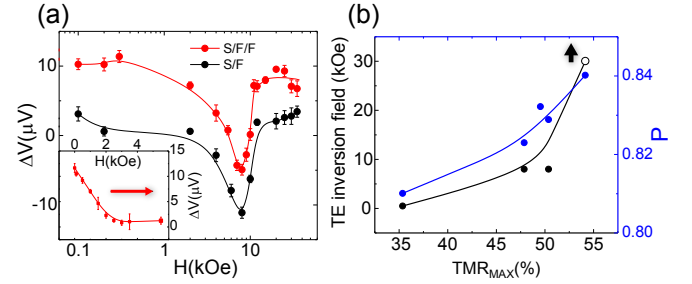 (a)
S/F/F
S/F
ΔV(μV)
10
0
-10
0 2 4 6
H(kOe)
15
10
5
0
ΔV(μV)
0.1 1 10
H(kOe)
(b)
TE inversion field (kOe)
30
20
10
0
35 40 45 50 55
TMRMAX(%)
0.84
0.82
0.80
P